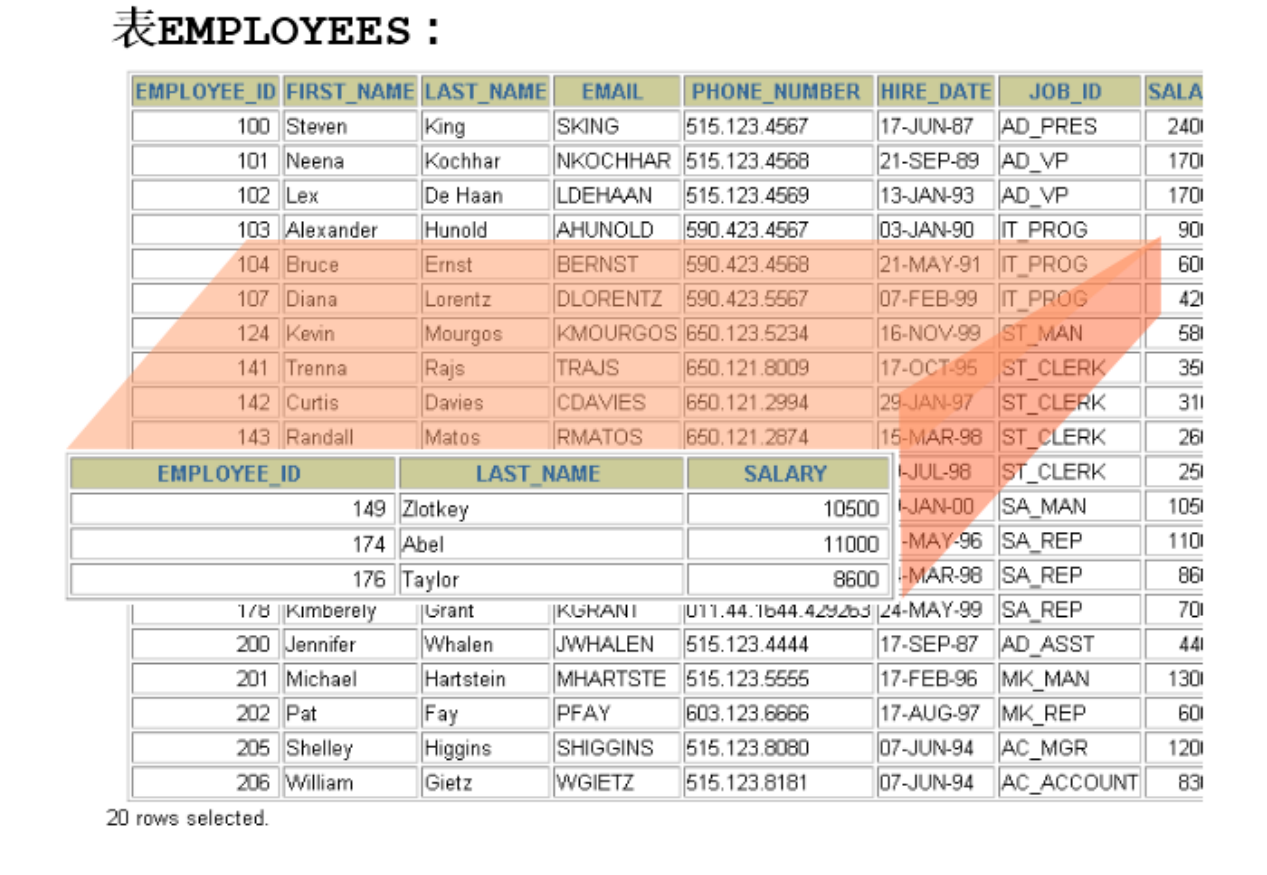 表EMPLOYEES：
EMPLOYEE_ID FIRST_NAME LAST_NAME EMAIL PHONE_NUMBER HIRE_DATE JOB_ID SALA
100 Steven King SKING 515.123.4567 17-JUN-87 AD_PRES 240
101 Neena Kochhar NKOCHHAR 515.123.4568 21-SEP-89 AD_VP 170
102 Lex De Haan LDEHAAN 515.123.4569 13-JAN-93 AD_VP 170
103 Alexander Hunold AHUNOLD 590.423.4567 03-JAN-90 IT_PROG 90
104 Bruce Ernst BERNST 590.423.4568 21-MAY-91 IT_PROG 60
107 Diana Lorentz DLORENTZ 590.423.5567 07-FEB-99 IT_PROG 42
124 Kevin Mourgos KMOURGOS 650.123.5234 16-NOV-99 ST_MAN 58
141 Trenna Rajs TRAJS 650.121.8009 17-OCT-95 ST_CLERK 35
142 Curtis Davies CDAVIES 650.121.2994 29-JAN-97 ST_CLERK 31
143 Randall Matos RMATOS 650.121.2874 15-MAR-98 ST_CLERK 26
EMPLOYEE_ID LAST_NAME SALARY -JUL-98 ST_CLERK 25
149 Zlotkey 10500 -JAN-00 SA_MAN 105
174 Abel 11000 -MAY-96 SA_REP 110
176 Taylor 8600 -MAR-98 SA_REP 86
178 Kimberely Grant KGRANT 011.44.1644.429263 24-MAY-99 SA_REP 70
200 Jennifer Whalen JWHALEN 515.123.4444 17-SEP-87 AD_ASST 44
201 Michael Hartstein MHARTSTE 515.123.5555 17-FEB-96 MK_MAN 130
202 Pat Fay PFAY 603.123.6666 17-AUG-97 MK_REP 60
205 Shelley Higgins SHIGGINS 515.123.8080 07-JUN-94 AC_MGR 120
206 William Gietz WGIETZ 515.123.8181 07-JUN-94 AC_ACCOUNT 83
20 rows selected.